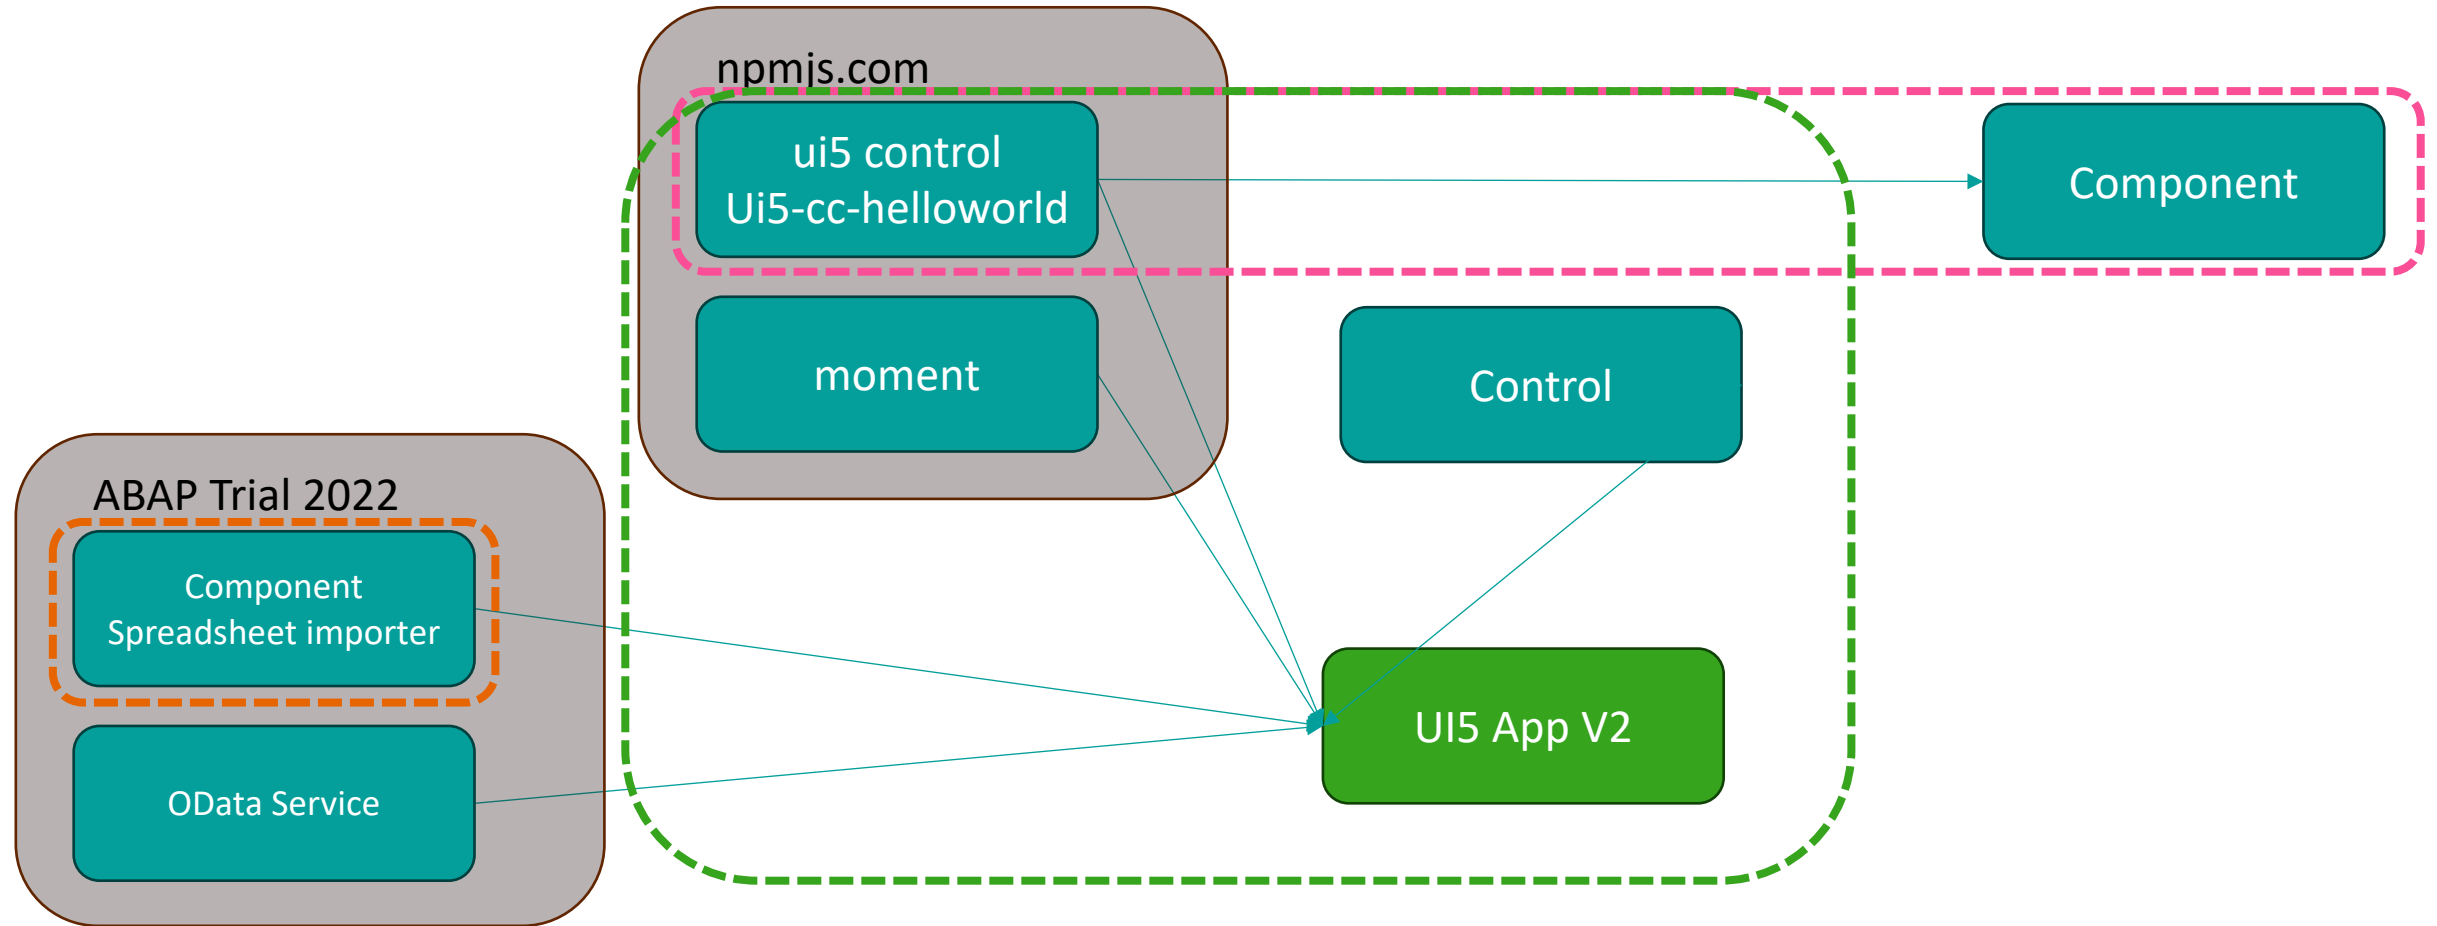 npmjs.com
ui5 control
Ui5-cc-helloworld
Component
moment
Control
ABAP Trial 2022
Component
Spreadsheet importer
UI5 App V2
OData Service